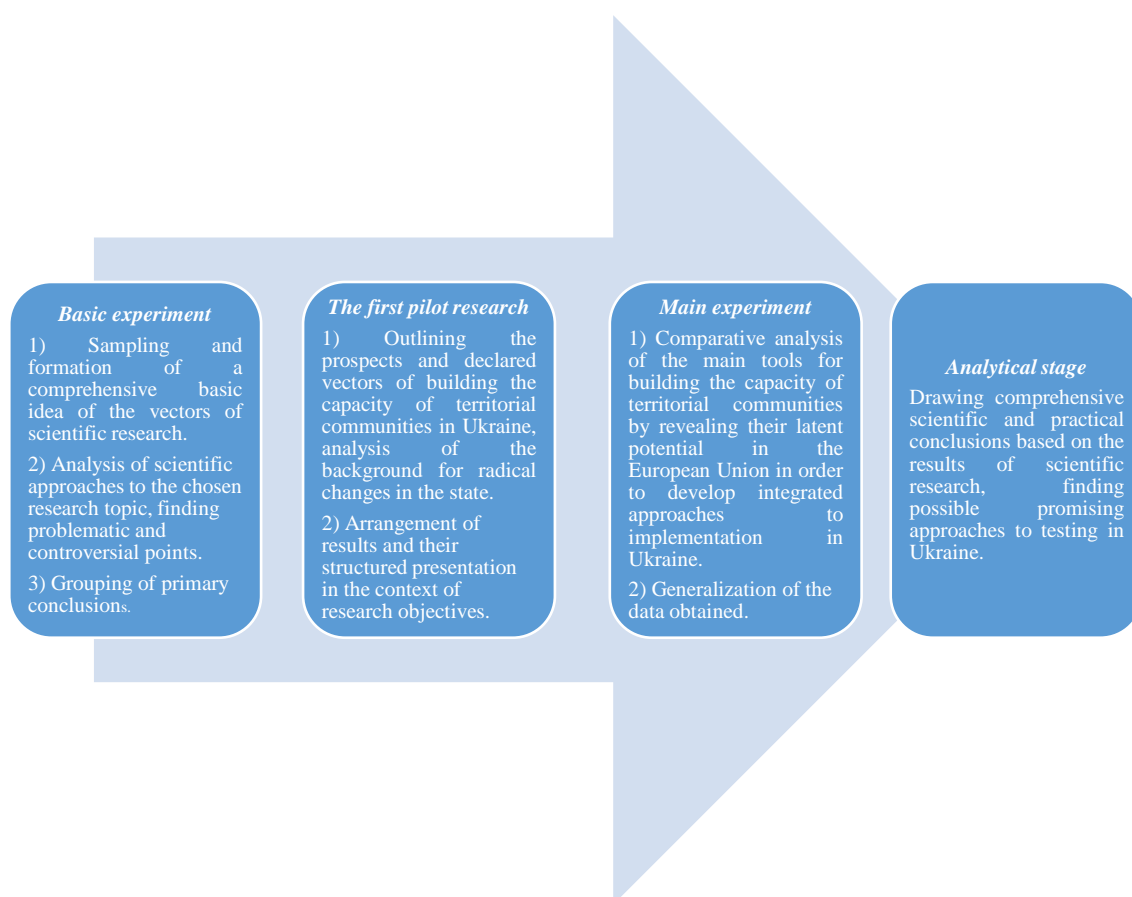 Basic experiment
1) Sampling and
formation of a
comprehensive basic
idea of the vectors of
scientific research.
2) Analysis of scientific
approaches to the chosen
research topic, finding
problematic and
controversial points.
3) Grouping of primary
conclusions.
The first pilot research
1) Outlining the
prospects and declared
vectors of building the
capacity of territorial
communities in Ukraine,
analysis of the
background for radical
changes in the state.
2) Arrangement of
results and their
structured presentation
in the context of
research objectives.
Main experiment
1) Comparative analysis
of the main tools for
building the capacity of
territorial communities
by revealing their latent
potential in the
European Union in order
to develop integrated
approaches to
implementation in
Ukraine.
2) Generalization of the
data obtained.
Analytical stage
Drawing comprehensive
scientific and practical
conclusions based on the
results of scientific
research, finding
possible promising
approaches to testing in
Ukraine.